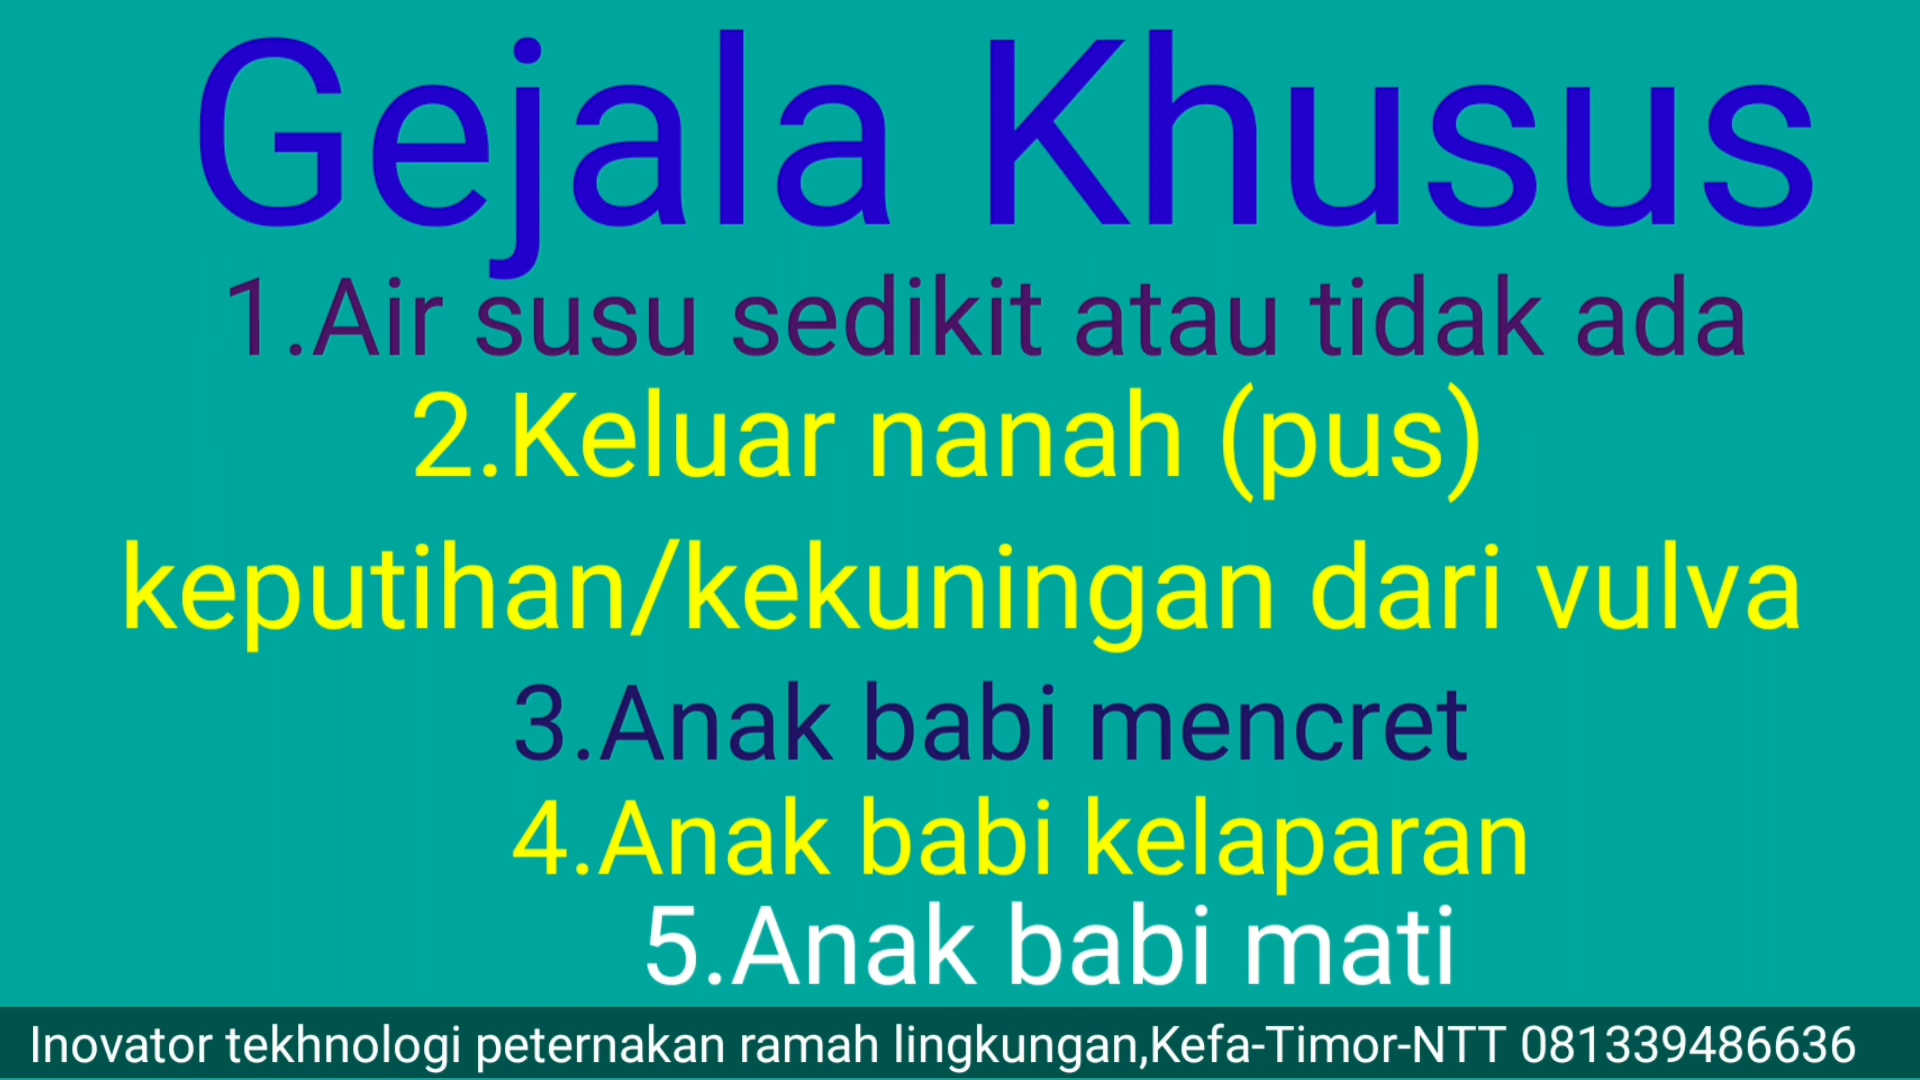 Gejala Khusus
1.Air susu sedikit atau tidak ada
2.Keluar nanah (pus)
keputihan/kekuningan dari vulva
3.Anak babi mencret
4.Anak babi kelaparan
5.Anak babi mati
Inovator tekhnologi peternakan ramah lingkungan,Kefa-Timor-NTT 081339486636